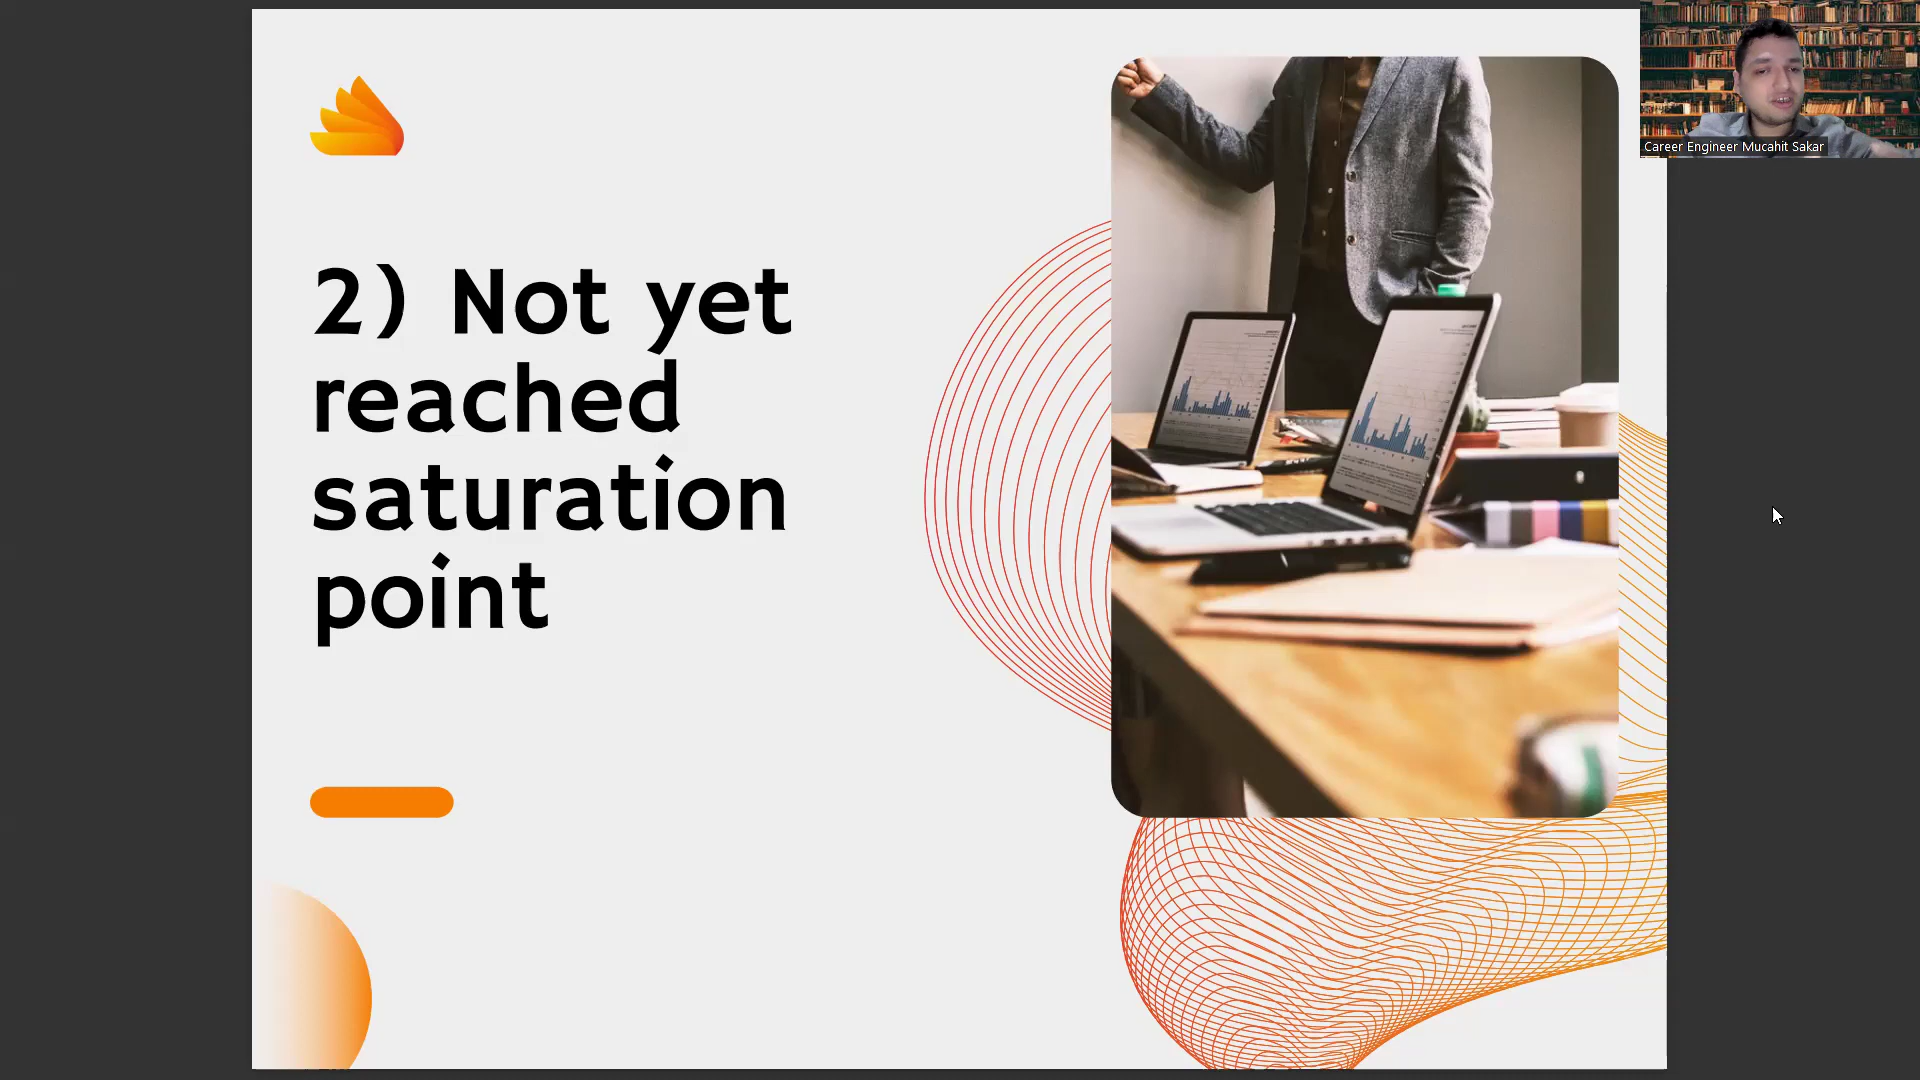 2) Not yet
reached
saturation
point
Career Engineer Mucahit Sakar